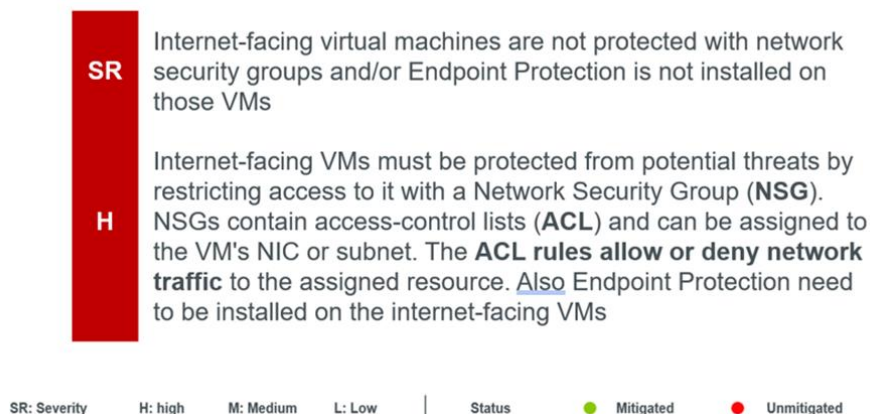 SR
Internet-facing virtual machines are not protected with network
security groups and/or Endpoint Protection is not installed on
those VMs
H
Internet-facing VMs must be protected from potential threats by
restricting access to it with a Network Security Group (NSG).
NSGs contain access-control lists (ACL) and can be assigned to
the VM's NIC or subnet. The ACL rules allow or deny network
traffic to the assigned resource. Also Endpoint Protection need
to be installed on the internet-facing VMs
SR: Severity H: high M: Medium L: Low Status Mitigated Unmitigated